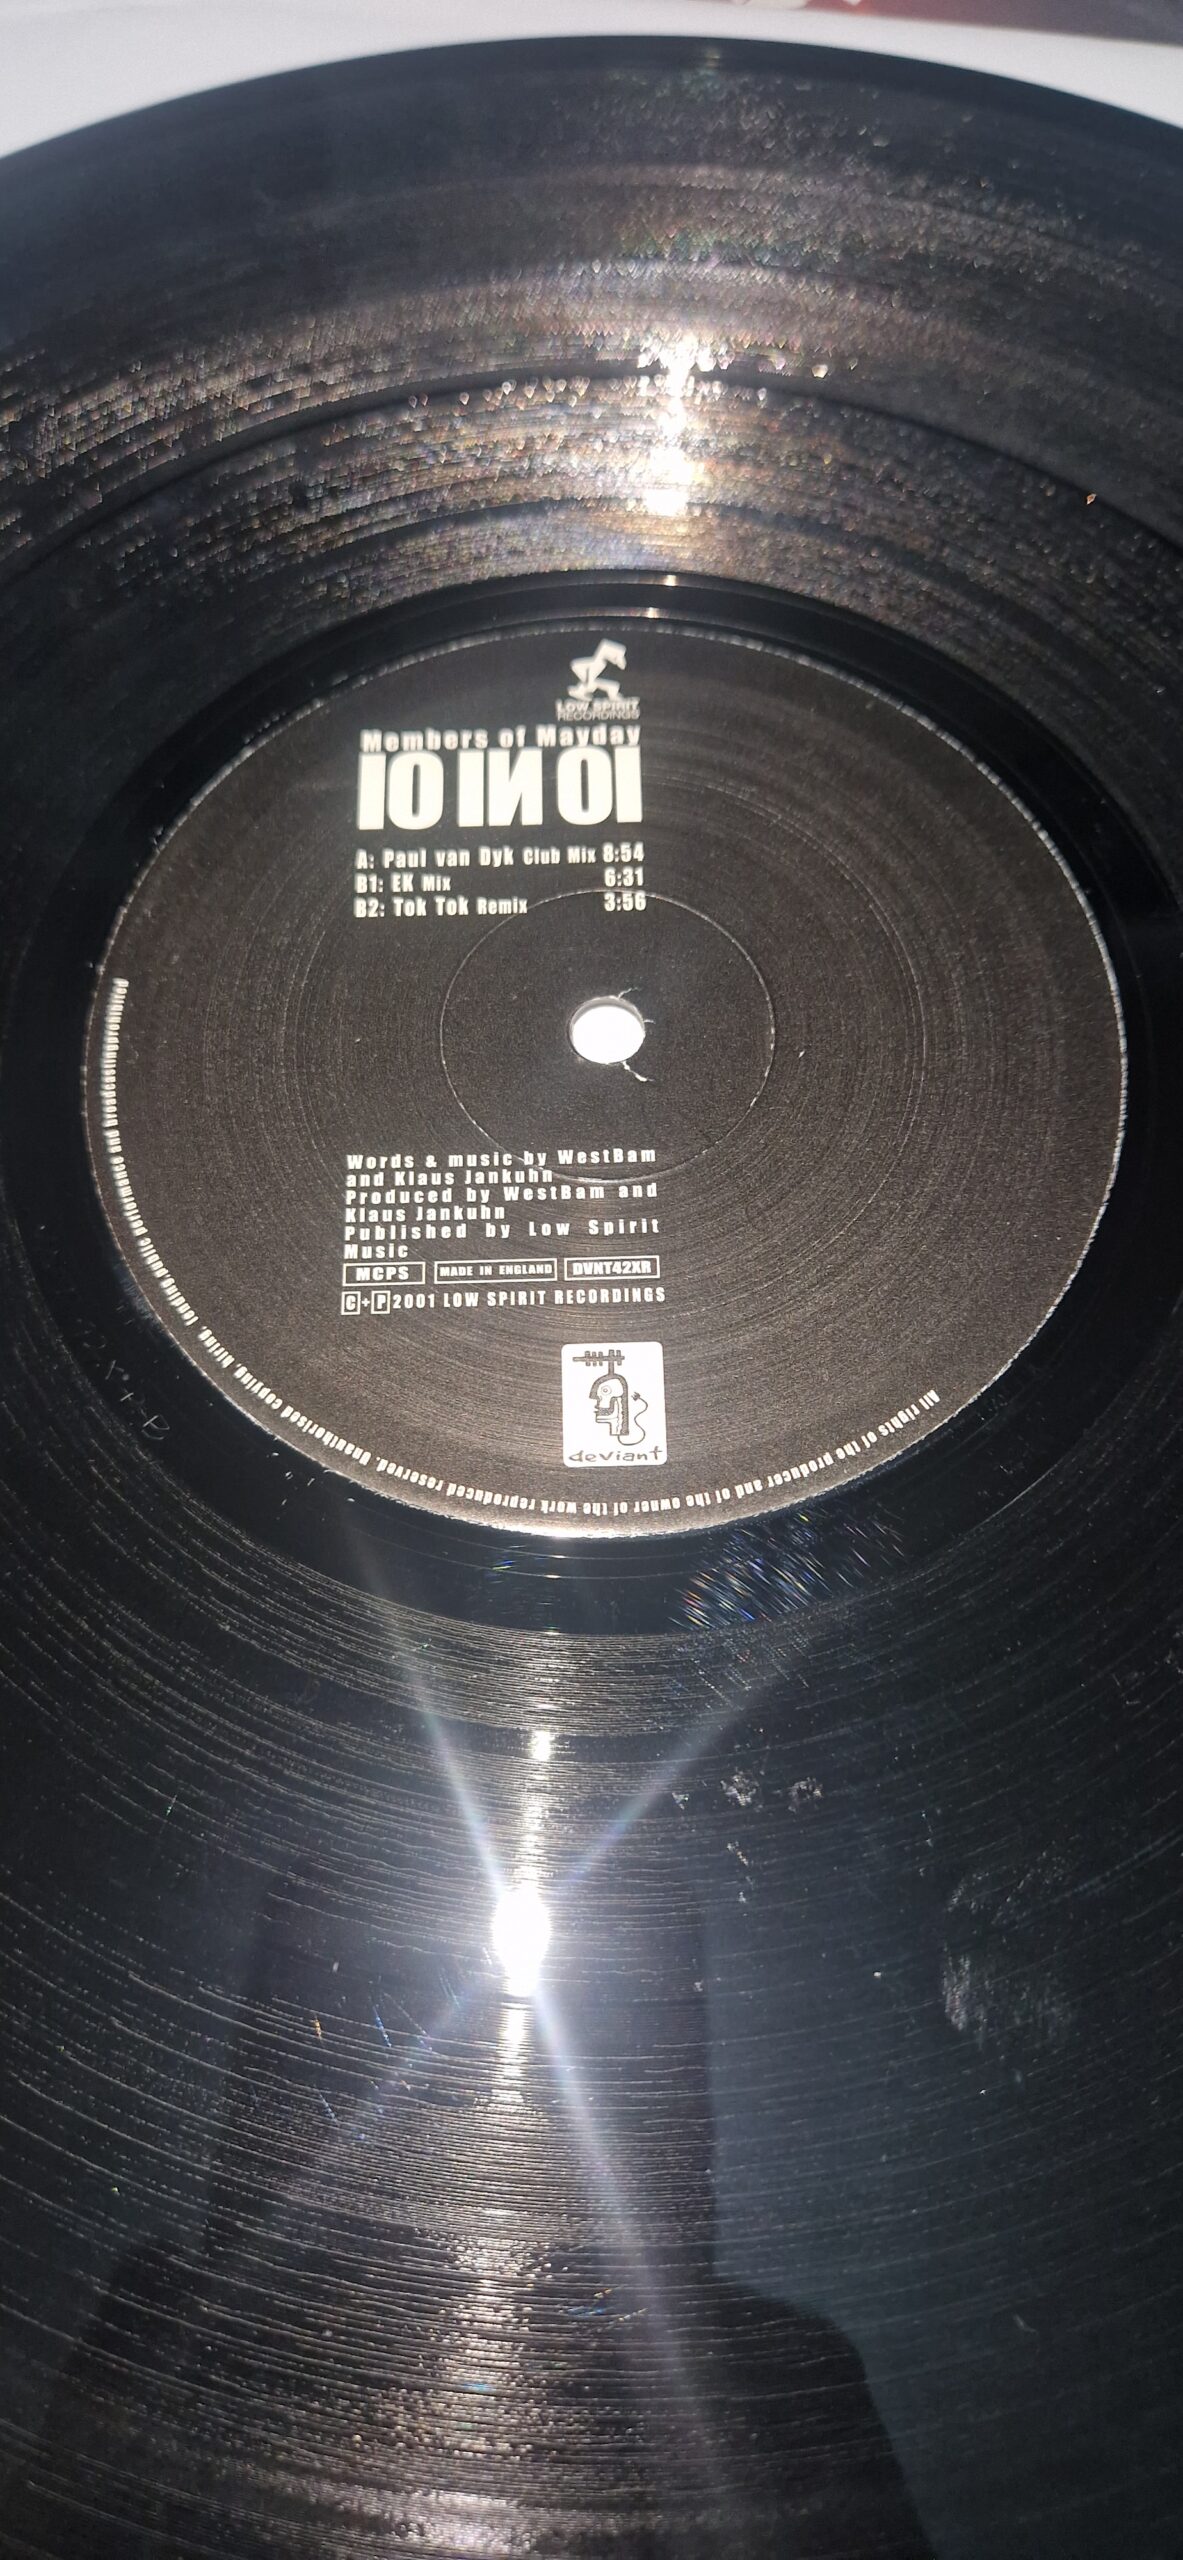 LOW SPIRIT
RECORDINGS
Members of Mayday
10 IN 01
A: Paul van Dyk Club Mix 8:54
B1: EK Mix 6:31
B2: Tok Tok Remix 3:56
Words & music by WestBam
and Klaus Jankuhn
Produced by WestBam and
Klaus Jankuhn
Published by Low Spirit
Music
MCPS MADE IN ENGLAND DVNT42XR
C+P 2001 LOW SPIRIT RECORDINGS
deviant
All rights of the producer and of the owner of the work reproduced reserved. Unauthorised copying, hiring, lending, public performance and broadcasting prohibited